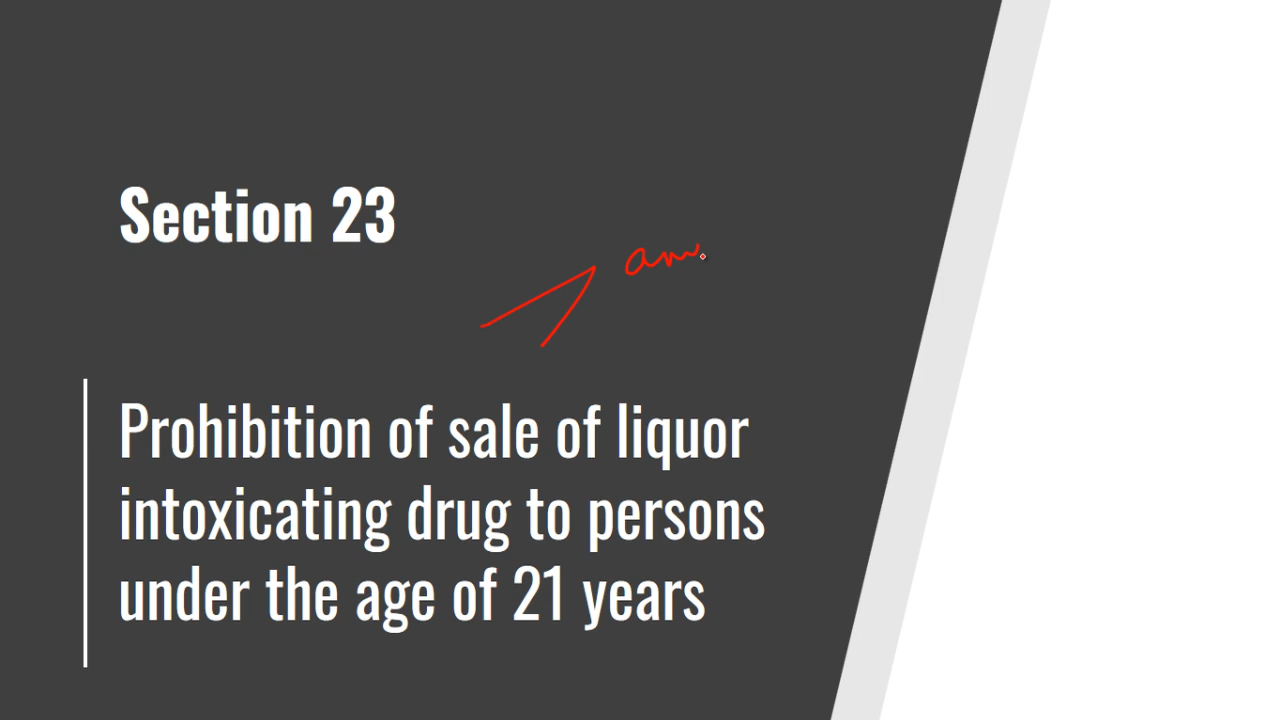 Section 23
Prohibition of sale of liquor
intoxicating drug to persons
under the age of 21 years